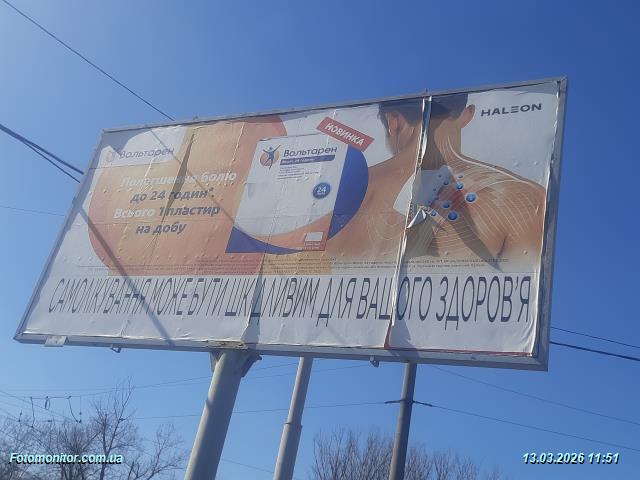 Вольтарен
HALEON
НОВИНКА
Вольтарен
24
Полегшення болю
до 24 годин*.
Всього 1 пластир
на добу
САМОЛІКУВАННЯ МОЖЕ БУТИ ШКІДЛИВИМ ДЛЯ ВАШОГО ЗДОРОВ'Я
Fotomonitor.com.ua
13.03.2026 11:51